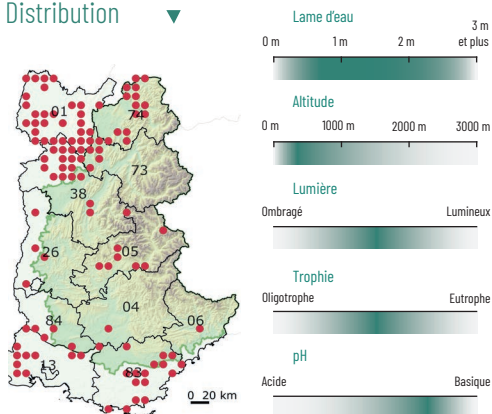 Distribution ▼
01
74
73
38
26
05
04
84
06
13
83
0 20 km
Lame d'eau
0 m 1 m 2 m 3 m et plus
Altitude
0 m 1000 m 2000 m 3000 m
Lumière
Ombragé Lumineux
Trophie
Oligotrophe Eutrophe
pH
Acide Basique